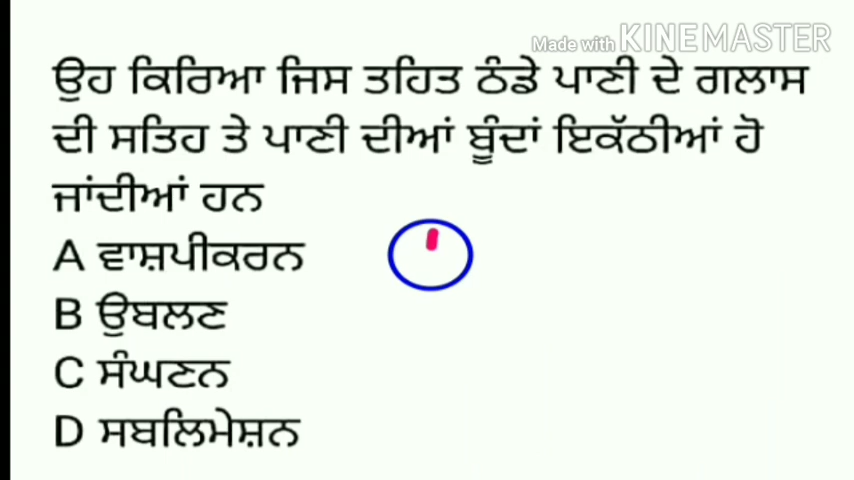 Made with KINEMASTER
ਉਹ ਕਿਰਿਆ ਜਿਸ ਤਹਿਤ ਠੰਡੇ ਪਾਣੀ ਦੇ ਗਲਾਸ
ਦੀ ਸਤਿਹ ਤੇ ਪਾਣੀ ਦੀਆਂ ਬੂੰਦਾਂ ਇਕੱਠੀਆਂ ਹੋ
ਜਾਂਦੀਆਂ ਹਨ
A ਵਾਸ਼ਪੀਕਰਨ
B ਉਬਲਣ
C ਸੰਘਣਨ
D ਸਬਲਿਮੇਸ਼ਨ